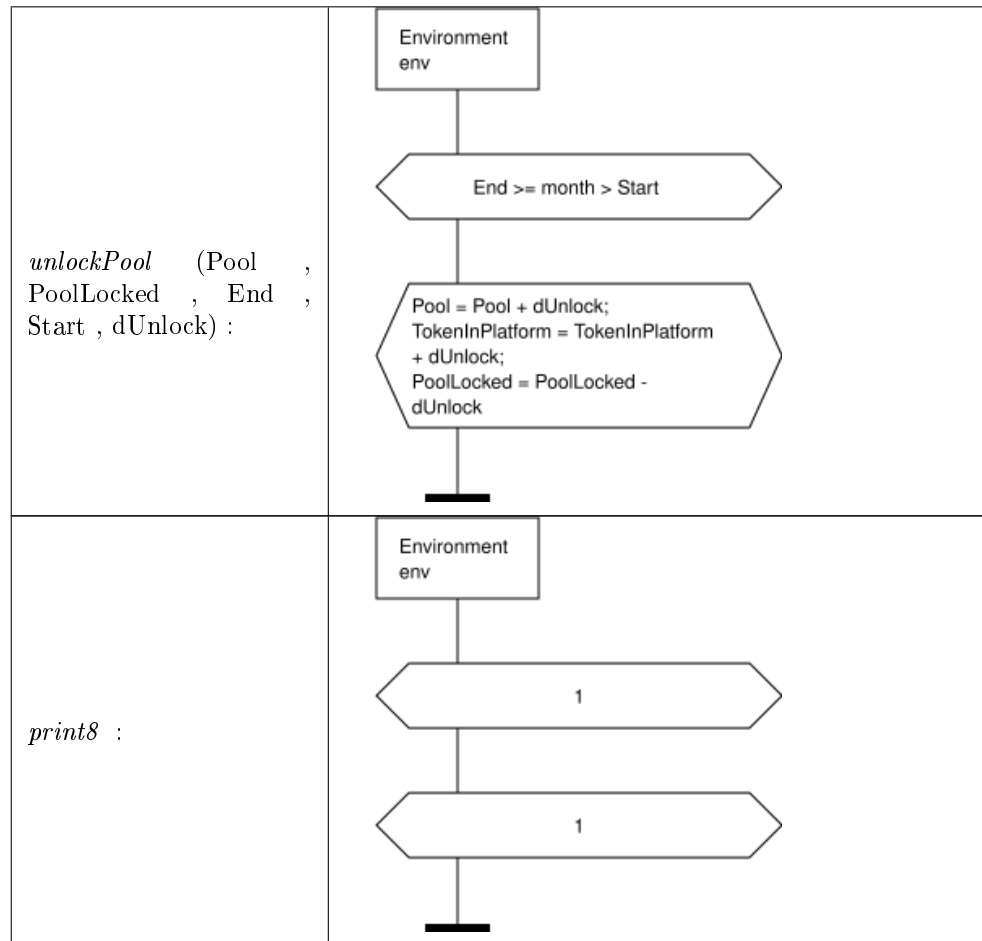 Environment
env
End >= month > Start
unlockPool (Pool ,
PoolLocked , End ,
Start , dUnlock) :
Pool = Pool + dUnlock;
TokenInPlatform = TokenInPlatform
+ dUnlock;
PoolLocked = PoolLocked -
dUnlock
Environment
env
1
print8 :
1